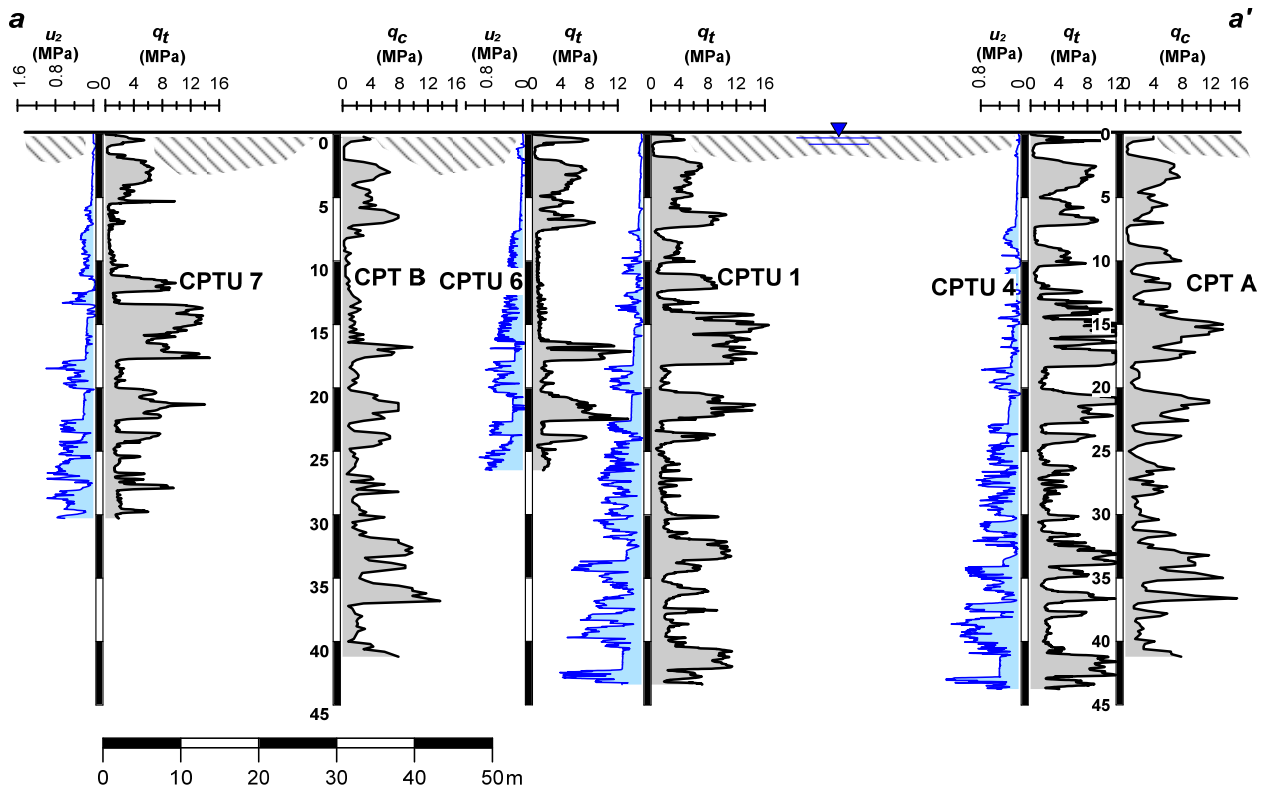 a a'
u2 qt qc u2 qt qt u2 qt qc
(MPa) (MPa) (MPa) (MPa) (MPa) (MPa) (MPa) (MPa) (MPa)
1.6 0.8 0 0 4 8 12 16 0 4 8 12 16 0.8 0 0 4 8 12 0 4 8 12 16 0.8 0 0 4 8 12 0 4 8 12 16
0 0
5 5
10 10
CPTU 7 CPT B CPTU 6 CPTU 1 CPTU 4 CPT A
15 15
20 20
25 25
30 30
35 35
40 40
45 45
0 10 20 30 40 50 m